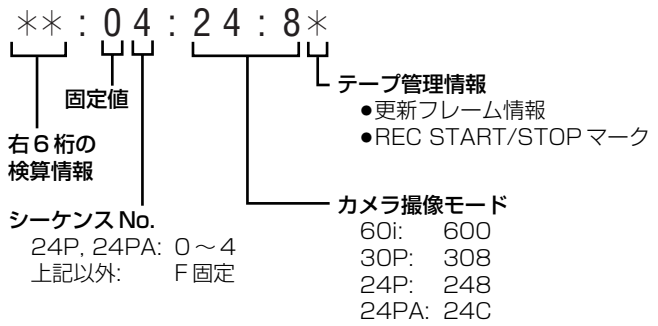 ＊＊：０４：２４：８＊
テープ管理情報
●更新フレーム情報
●REC START/STOP マーク
固定値
右6桁の
検算情報
シーケンス No.
24P, 24PA: 0～4
上記以外: F固定
カメラ撮像モード
60i: 600
30P: 308
24P: 248
24PA: 24C